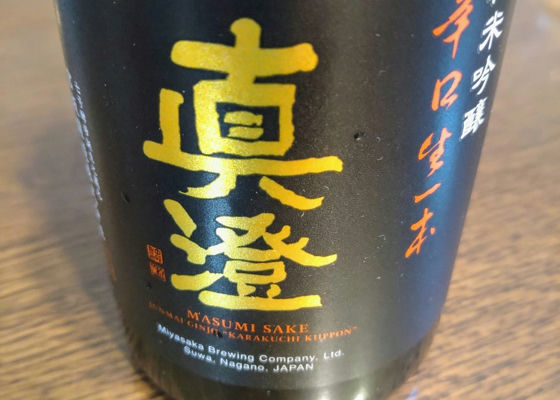 純米吟醸
辛口生一本
真澄
MASUMI SAKE
JUNMAI GINJO "KARAKUCHI KIIPPON"
Miyasaka Brewing Company, Ltd.
Suwa, Nagano, JAPAN